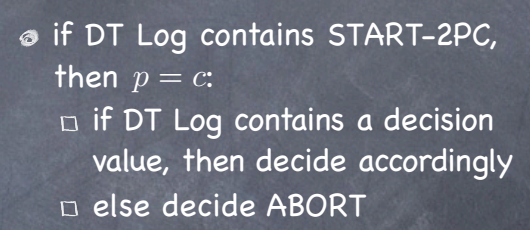 if DT Log contains START-2PC,
then p = c:
if DT Log contains a decision
value, then decide accordingly
else decide ABORT